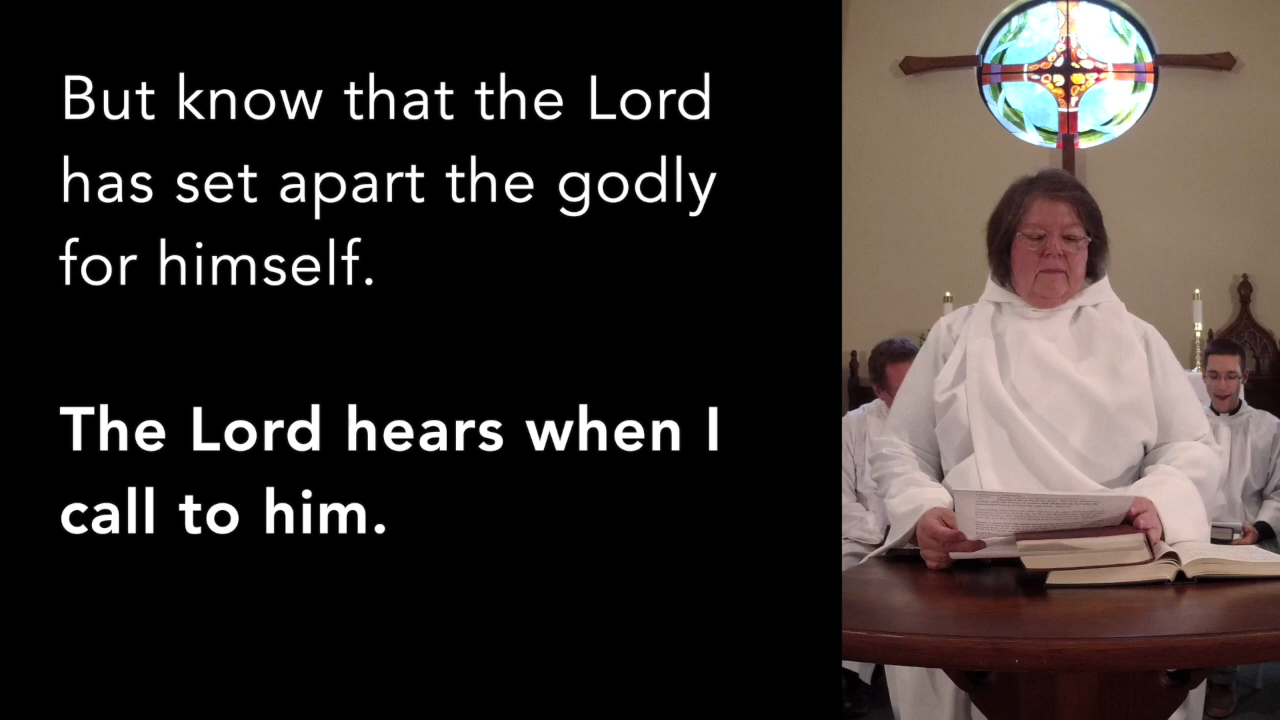 But know that the Lord
has set apart the godly
for himself.
The Lord hears when I
call to him.